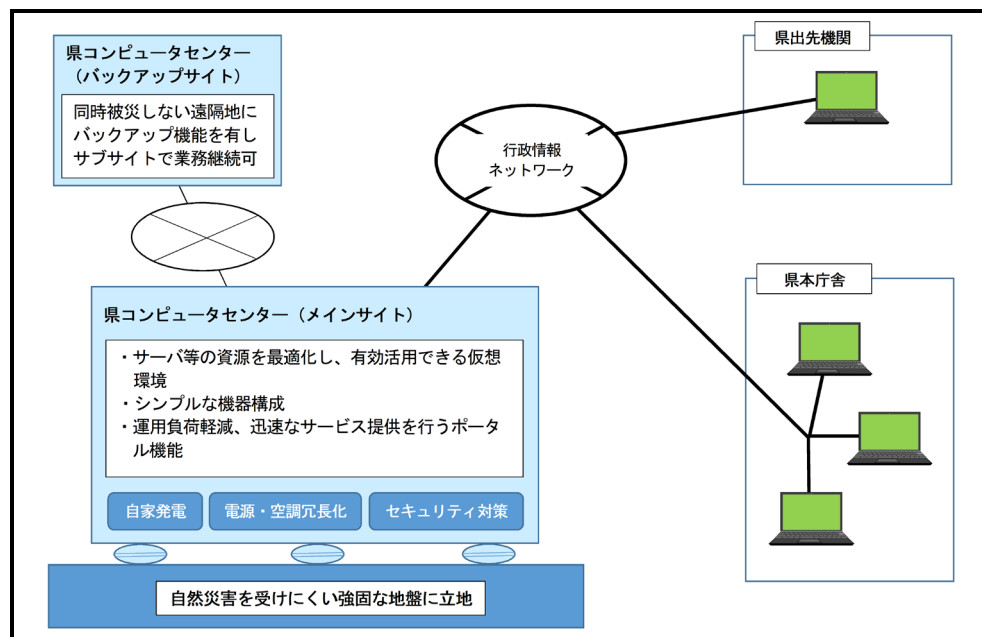 県コンピュータセンター
（バックアップサイト）
同時被災しない遠隔地に
バックアップ機能を有し
サブサイトで業務継続可
行政情報
ネットワーク
県出先機関
県本庁舎
県コンピュータセンター（メインサイト）
・サーバ等の資源を最適化し、有効活用できる仮想
環境
・シンプルな機器構成
・運用負荷軽減、迅速なサービス提供を行うポータ
ル機能
自家発電
電源・空調冗長化
セキュリティ対策
自然災害を受けにくい強固な地盤に立地